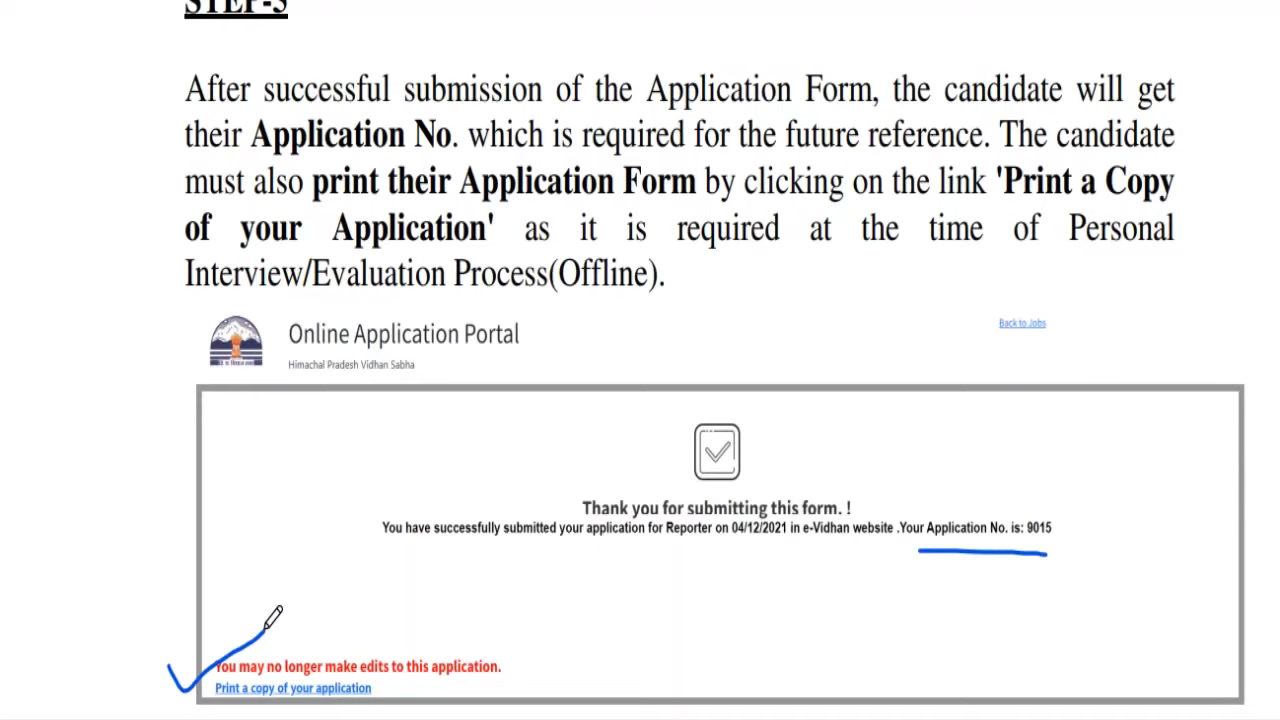 STEP-5
After successful submission of the Application Form, the candidate will get
their Application No. which is required for the future reference. The candidate
must also print their Application Form by clicking on the link 'Print a Copy
of your Application' as it is required at the time of Personal
Interview/Evaluation Process(Offline).
Online Application Portal
Back to Jobs
Himachal Pradesh Vidhan Sabha
Thank you for submitting this form. !
You have successfully submitted your application for Reporter on 04/12/2021 in e-Vidhan website .Your Application No. is: 9015
You may no longer make edits to this application.
Print a copy of your application